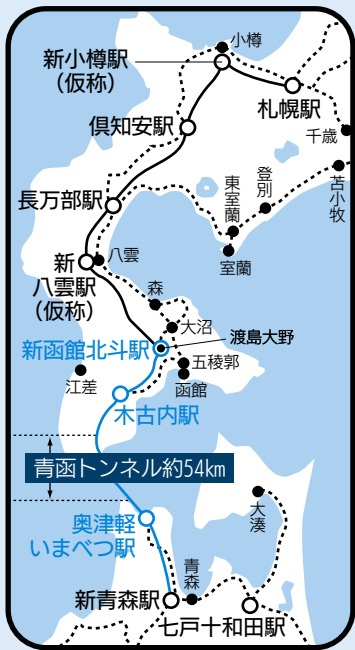 小樽
新小樽駅
（仮称）
札幌駅
倶知安駅
千歳
登別
東室蘭
苫小牧
長万部駅
室蘭
八雲
新
八雲駅
（仮称）
森
大沼
渡島大野
新函館北斗駅
五稜郭
函館
江差
木古内駅
青函トンネル約54km
大湊
奥津軽
いまべつ駅
青森
新青森駅
七戸十和田駅